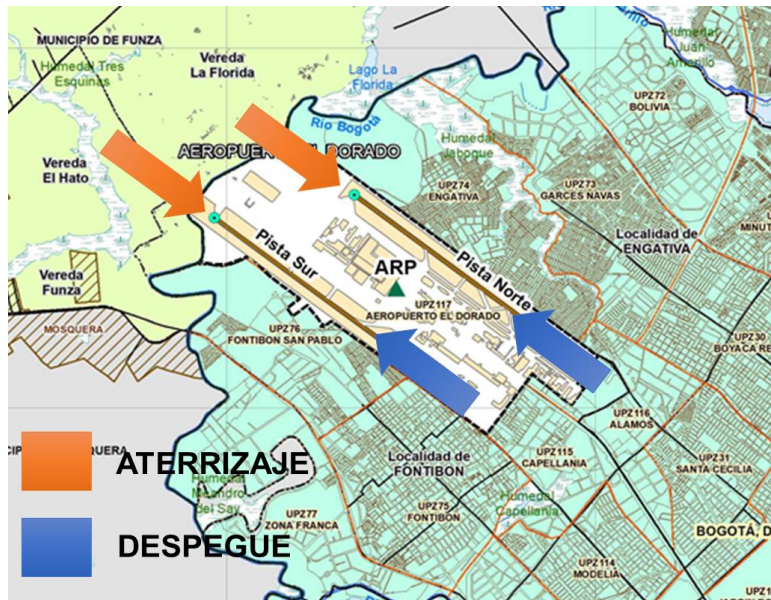 MUNICIPIO DE FUNZA
Vereda
La Florida
Humedal Tres
Esquinas
Lago La
Florida
Humedal
Juan
Amarillo
UPZ72
BOLIVIA
Río Bogotá
AEROPUERTO EL DORADO
Humedal
Jaboque
Vereda
El Hato
UPZ74
ENGATIVA
UPZ73
GARCES NAVAS
Localidad de
ENGATIVA
Pista Sur
Pista Norte
ARP
Vereda
Funza
UPZ117
AEROPUERTO EL DORADO
MOSQUERA
UPZ76
FONTIBON SAN PABLO
UPZ30
BOYACA RE
UPZ116
ALAMOS
ATERRIZAJE
Localidad de
FONTIBON
UPZ115
CAPELLANIA
UPZ31
SANTA CECILIA
Humedal
Meandro
del Say
UPZ77
ZONA FRANCA
UPZ75
FONTIBON
Humedal
Capellanía
BOGOTÁ, D
DESPEGUE
UPZ114
MODELIA